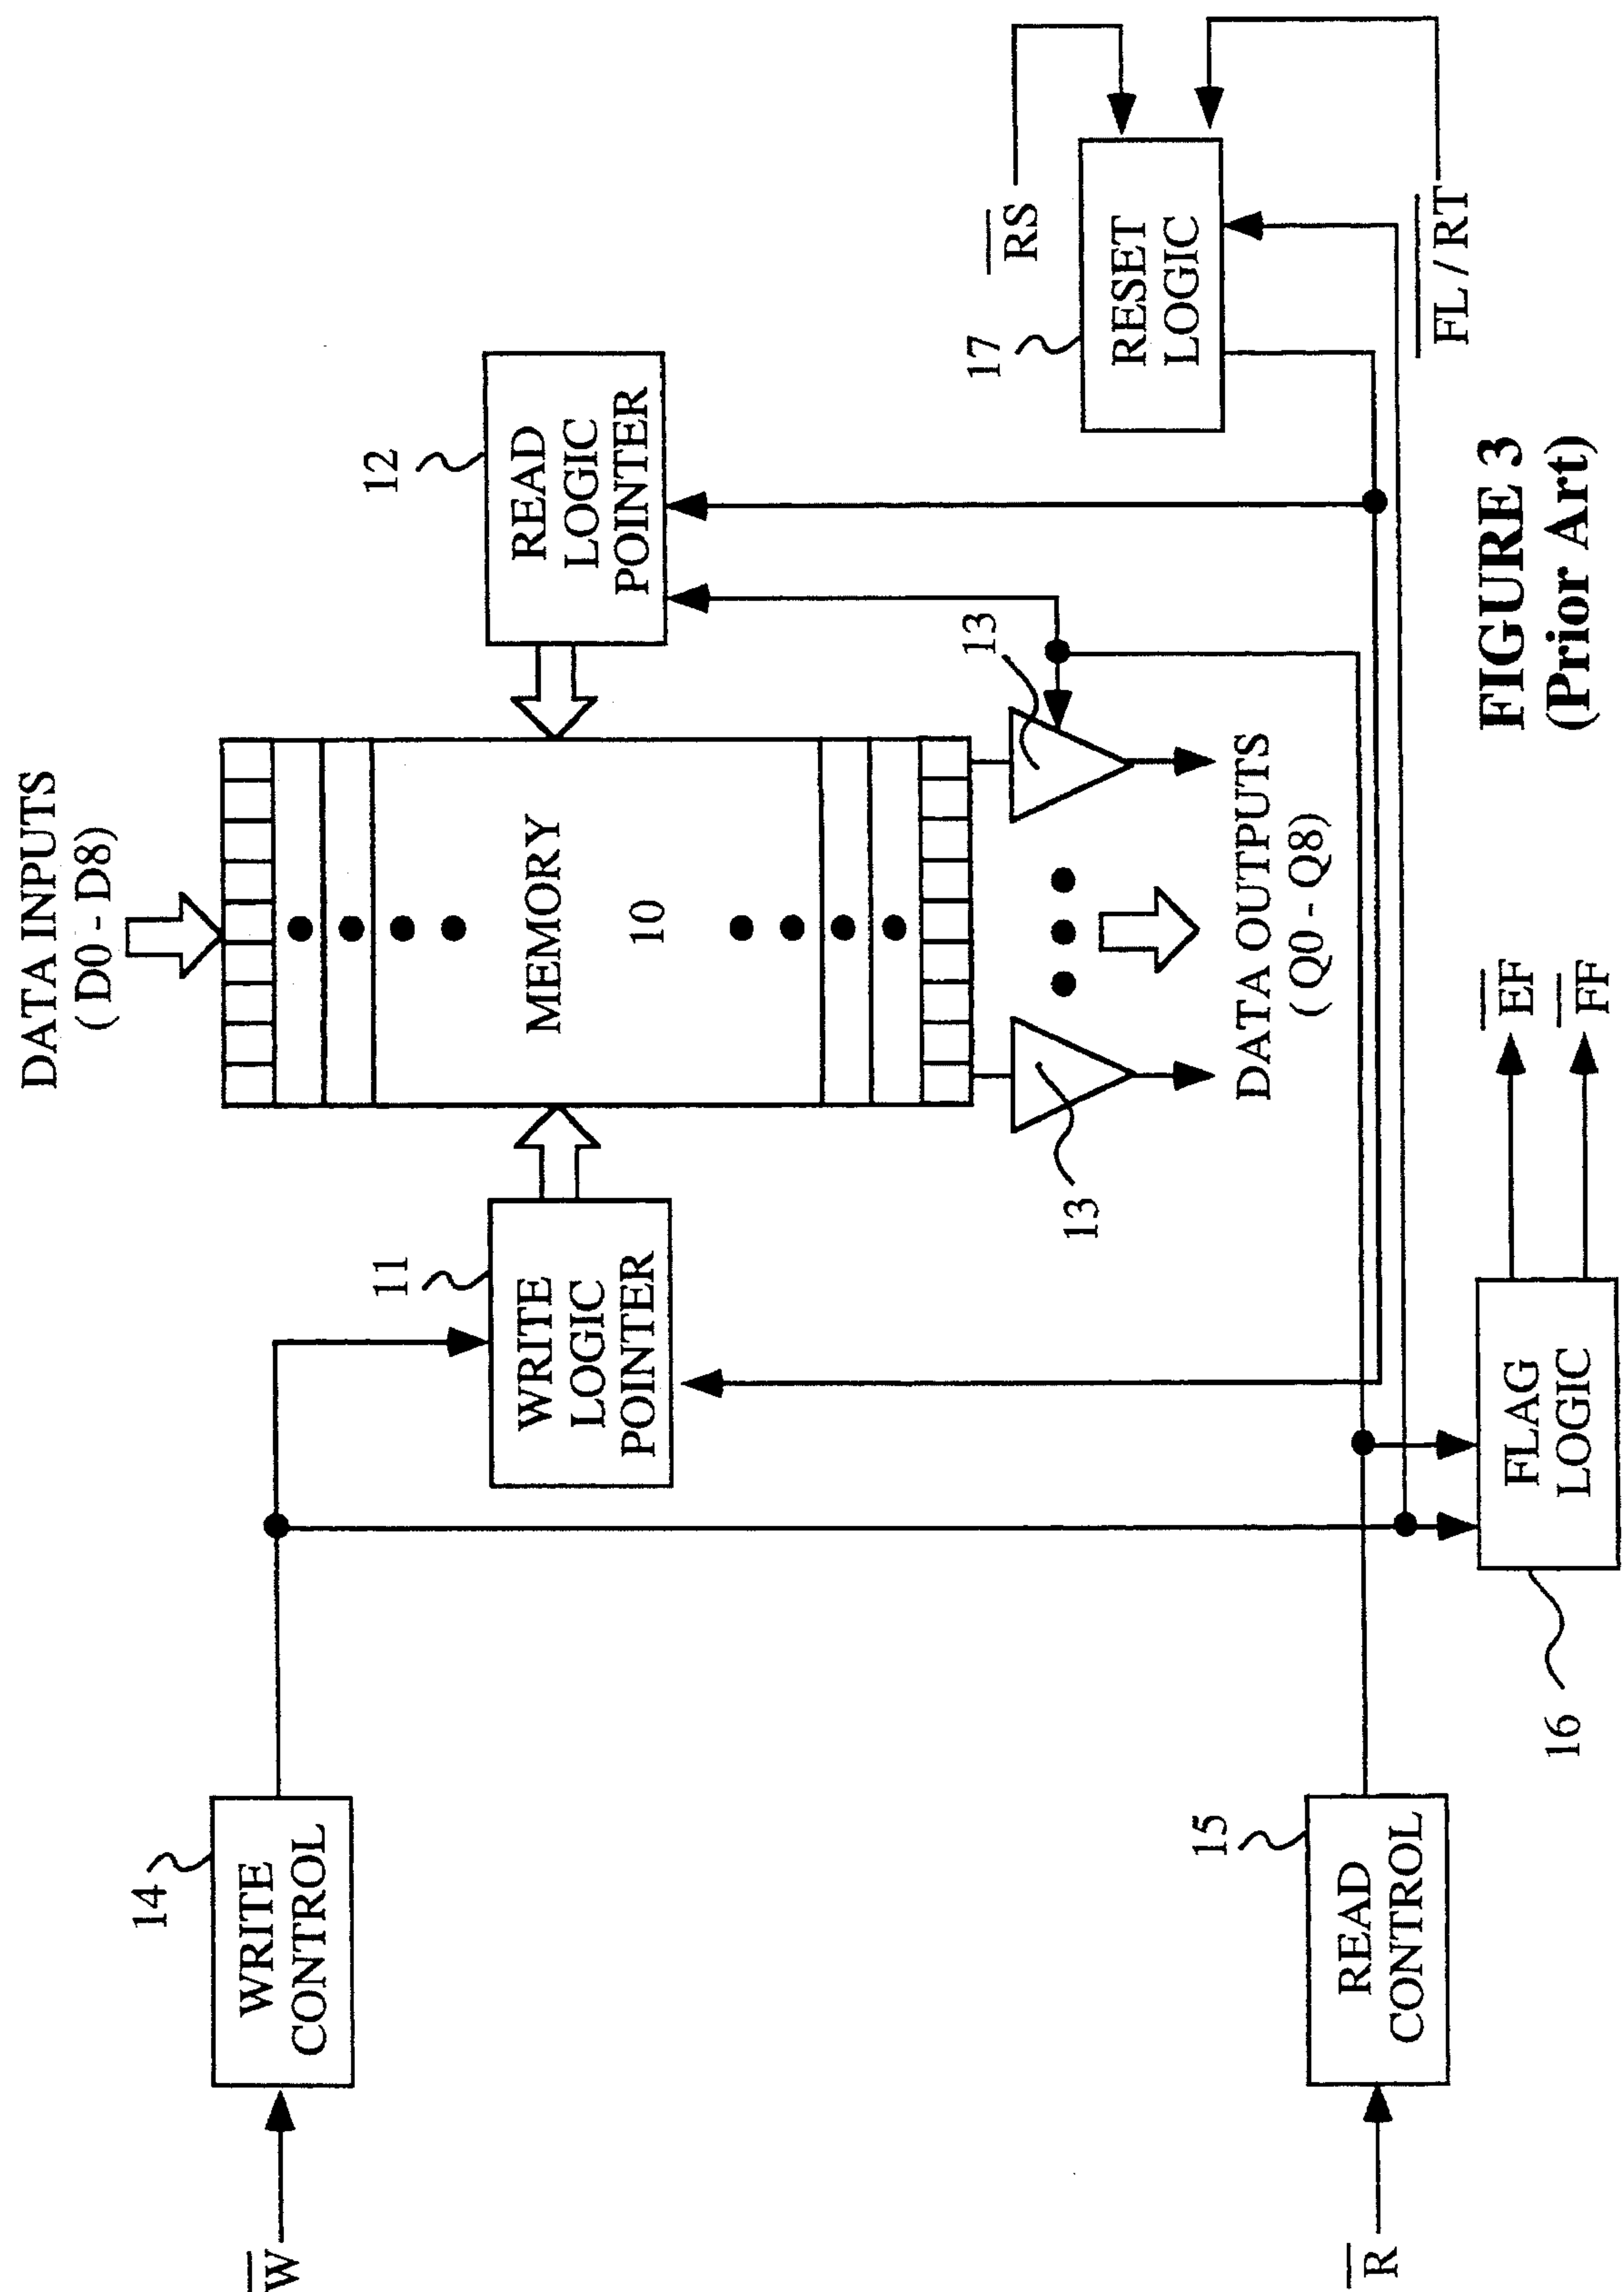 DATA INPUTS
( D0 - D8)
14
WRITE
CONTROL
W
11
WRITE
LOGIC
POINTER
MEMORY
10
12
READ
LOGIC
POINTER
13
13
DATA OUTPUTS
( Q0 - Q8)
17
RESET
LOGIC
RS
FL / RT
15
READ
CONTROL
R
16
FLAG
LOGIC
EF
FF
FIGURE 3
(Prior Art)